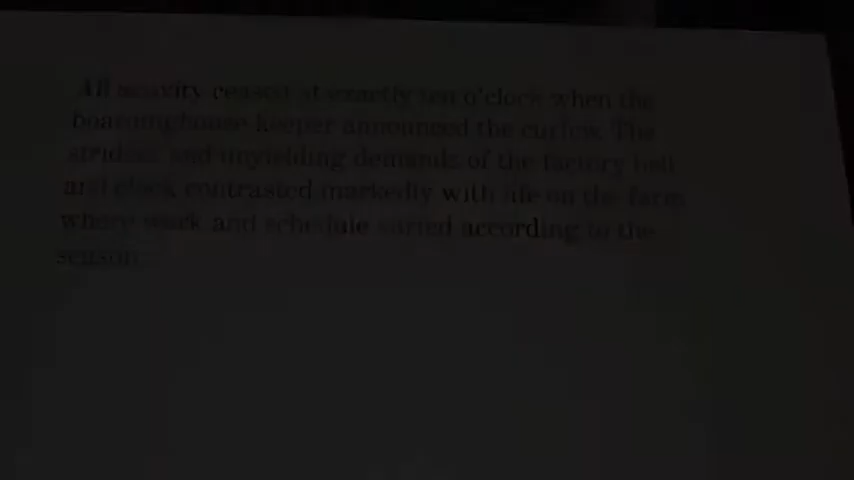 All activity ceased at exactly ten o'clock when the
boardinghouse keeper announced the curfew. The
strident and unyielding demands of the factory bell
and clock contrasted markedly with life on the farm
where work and schedule varied according to the
season.